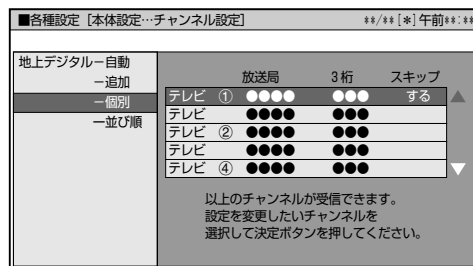 ■各種設定［本体設定…チャンネル設定］ **/**［*］午前**:**
地上デジタルー自動
ー追加
ー個別
ー並び順
放送局 3桁 スキップ
テレビ ① ●●●● ●●● する ▲
テレビ ●●●● ●●●
テレビ ② ●●●● ●●●
テレビ ●●●● ●●●
テレビ ④ ●●●● ●●● ▽
以上のチャンネルが受信できます。
設定を変更したいチャンネルを
選択して決定ボタンを押してください。